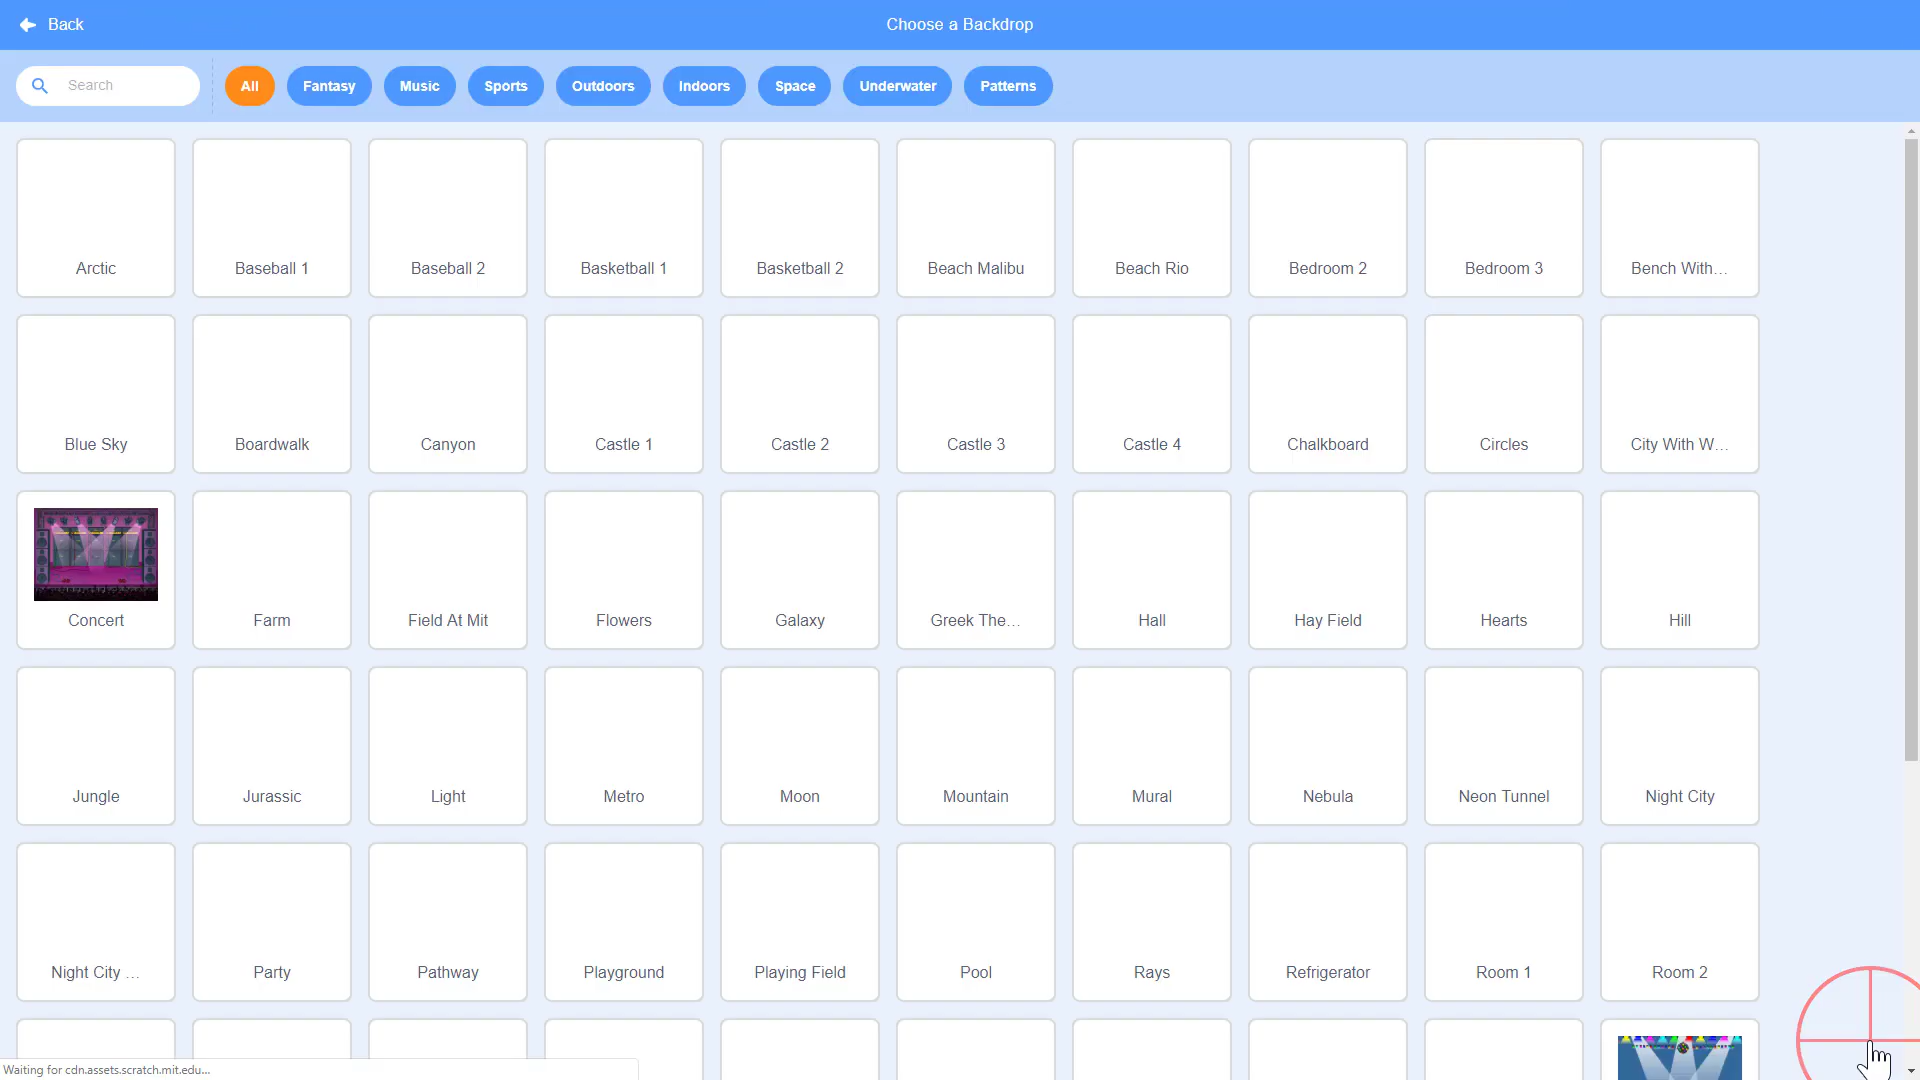 Back
Choose a Backdrop
Search
All
Fantasy
Music
Sports
Outdoors
Indoors
Space
Underwater
Patterns
Arctic
Baseball 1
Baseball 2
Basketball 1
Basketball 2
Beach Malibu
Beach Rio
Bedroom 2
Bedroom 3
Bench With...
Blue Sky
Boardwalk
Canyon
Castle 1
Castle 2
Castle 3
Castle 4
Chalkboard
Circles
City With W...
Concert
Farm
Field At Mit
Flowers
Galaxy
Greek The...
Hall
Hay Field
Hearts
Hill
Jungle
Jurassic
Light
Metro
Moon
Mountain
Mural
Nebula
Neon Tunnel
Night City
Night City ...
Party
Pathway
Playground
Playing Field
Pool
Rays
Refrigerator
Room 1
Room 2
Waiting for cdn.assets.scratch.mit.edu...